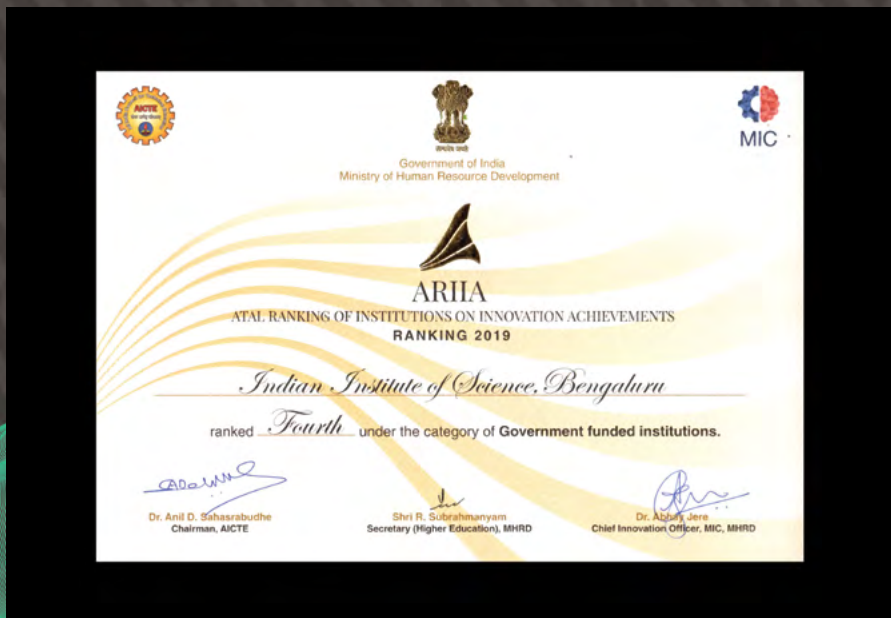 AICTE
सत्यमेव जयते
MIC
Government of India
Ministry of Human Resource Development
ARIIA
ATAL RANKING OF INSTITUTIONS ON INNOVATION ACHIEVEMENTS
RANKING 2019
Indian Institute of Science, Bengaluru
ranked Fourth under the category of Government funded institutions.
Dr. Anil D. Sahasrabudhe
Chairman, AICTE
Shri R. Subrahmanyam
Secretary (Higher Education), MHRD
Dr. Abhay Jere
Chief Innovation Officer, MIC, MHRD